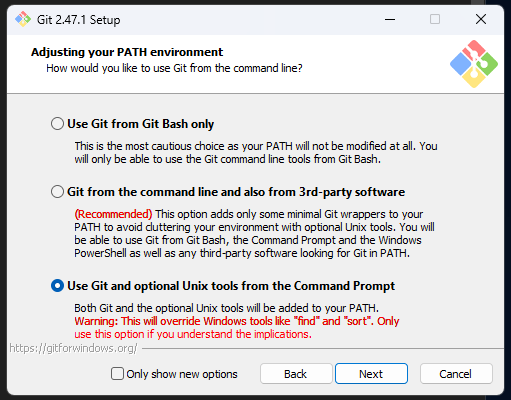 Git 2.47.1 Setup
Adjusting your PATH environment
How would you like to use Git from the command line?
Use Git from Git Bash only
This is the most cautious choice as your PATH will not be modified at all. You
will only be able to use the Git command line tools from Git Bash.
Git from the command line and also from 3rd-party software
(Recommended) This option adds only some minimal Git wrappers to your
PATH to avoid cluttering your environment with optional Unix tools. You will be
able to use Git from Git Bash, the Command Prompt and the Windows
PowerShell as well as any third-party software looking for Git in PATH.
Use Git and optional Unix tools from the Command Prompt
Both Git and the optional Unix tools will be added to your PATH.
Warning: This will override Windows tools like "find" and "sort". Only
use this option if you understand the implications.
https://gitforwindows.org/
Only show new options
Back
Next
Cancel